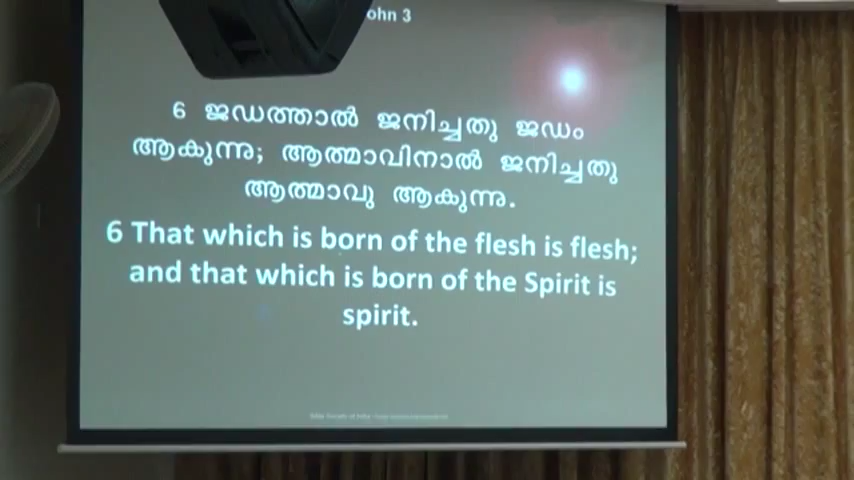 ohn 3
6 ജഡത്താൽ ജനിച്ചതു ജഡം
ആകുന്നു; ആത്മാവിനാൽ ജനിച്ചതു
ആത്മാവു ആകുന്നു.
6 That which is born of the flesh is flesh;
and that which is born of the Spirit is
spirit.